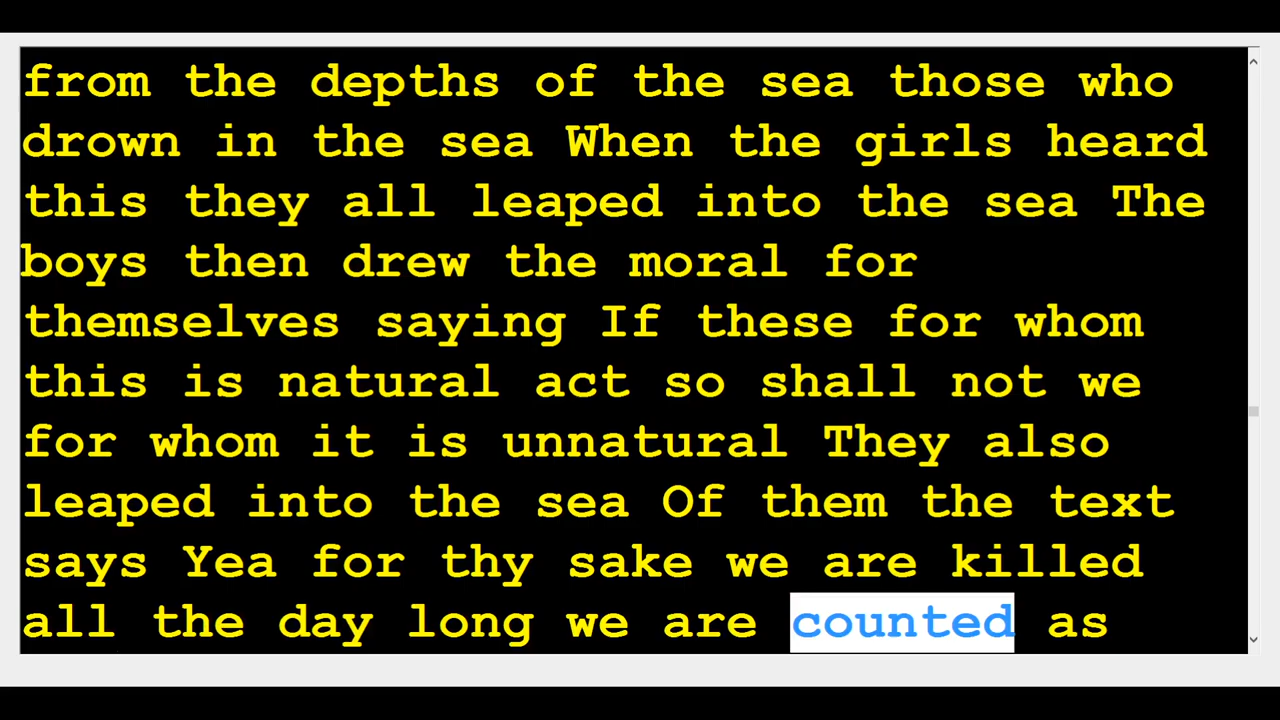 from the depths of the sea those who
drown in the sea When the girls heard
this they all leaped into the sea The
boys then drew the moral for
themselves saying If these for whom
this is natural act so shall not we
for whom it is unnatural They also
leaped into the sea Of them the text
says Yea for thy sake we are killed
all the day long we are counted as